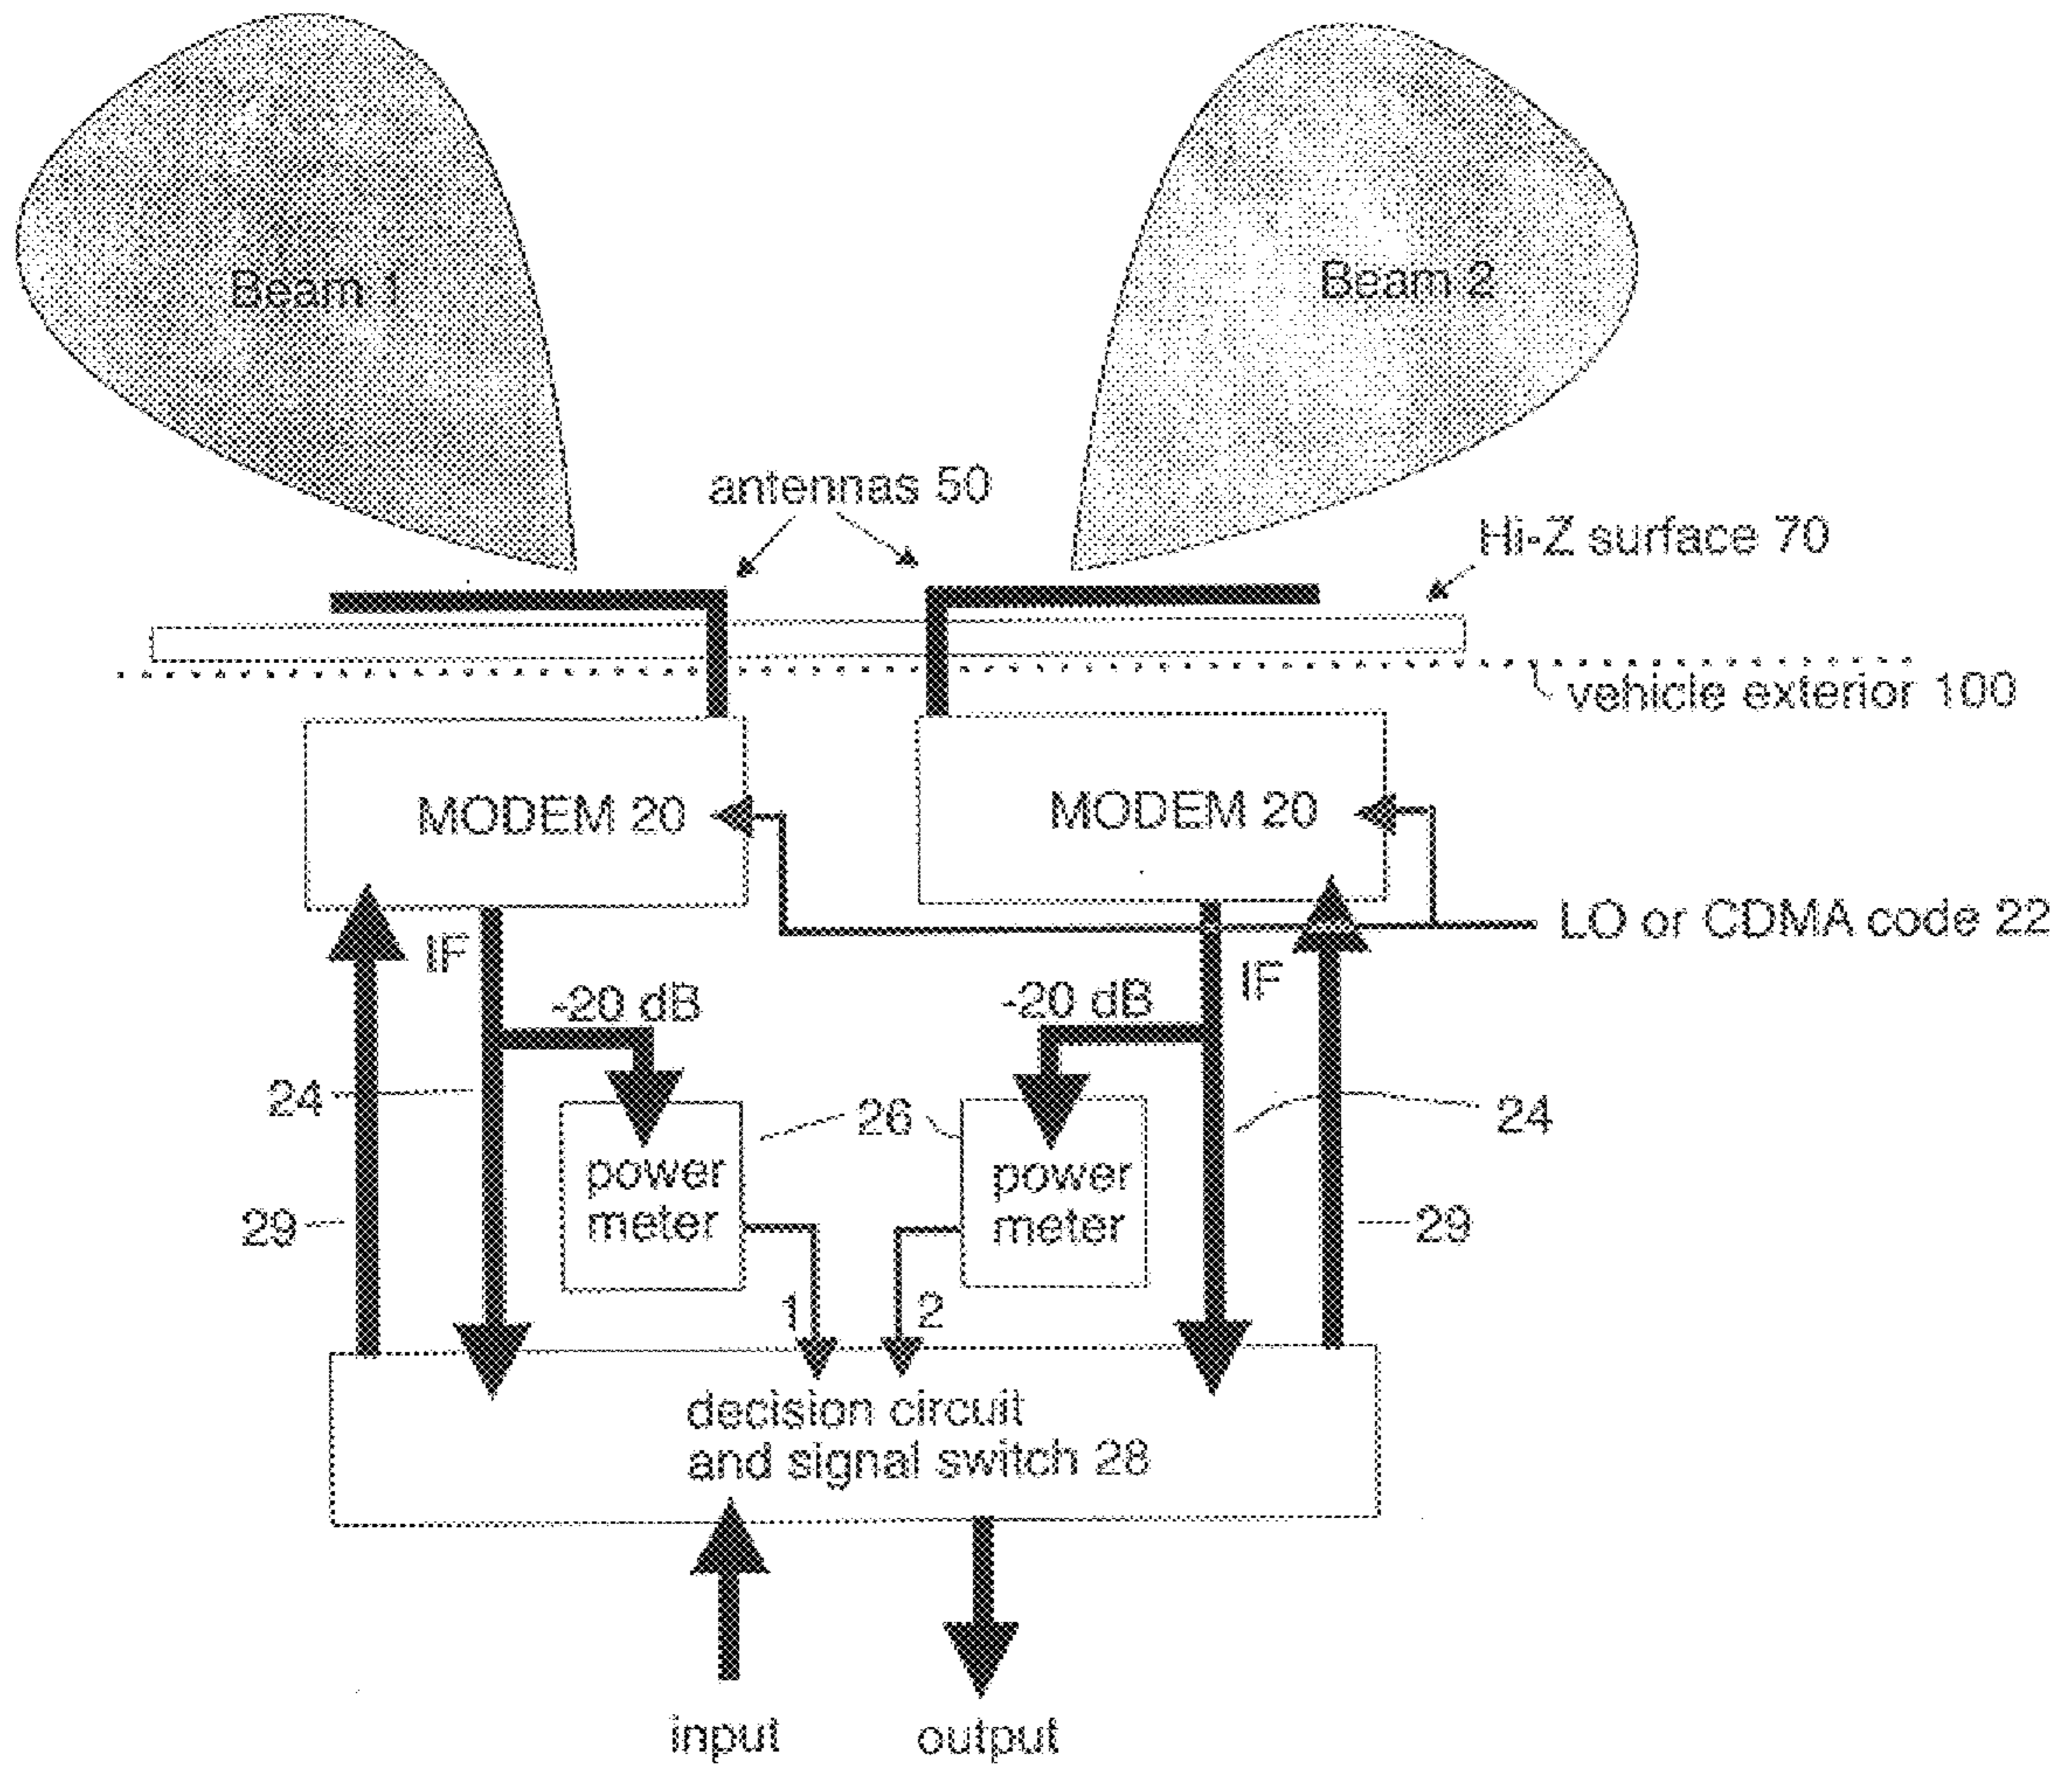 Beam 1
Beam 2
antennas 50
Hi-Z surface 70
vehicle exterior 100
MODEM 20
MODEM 20
LO or CDMA code 22
IF
IF
-20 dB
-20 dB
24
26
24
power
meter
power
meter
29
29
1
2
decision circuit
and signal switch 28
input
output